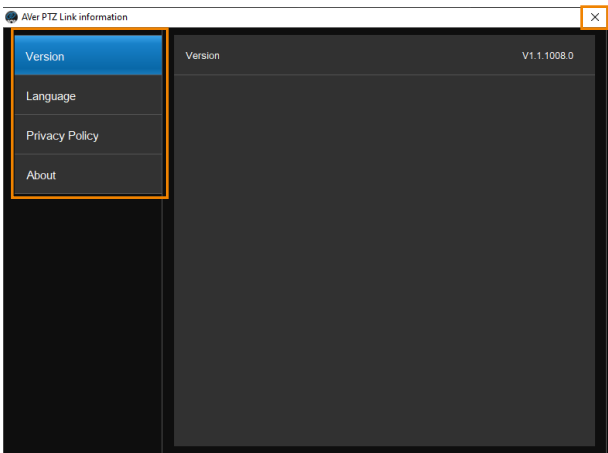 AVer PTZ Link information
Version
Language
Privacy Policy
About
Version V1.1.1008.0